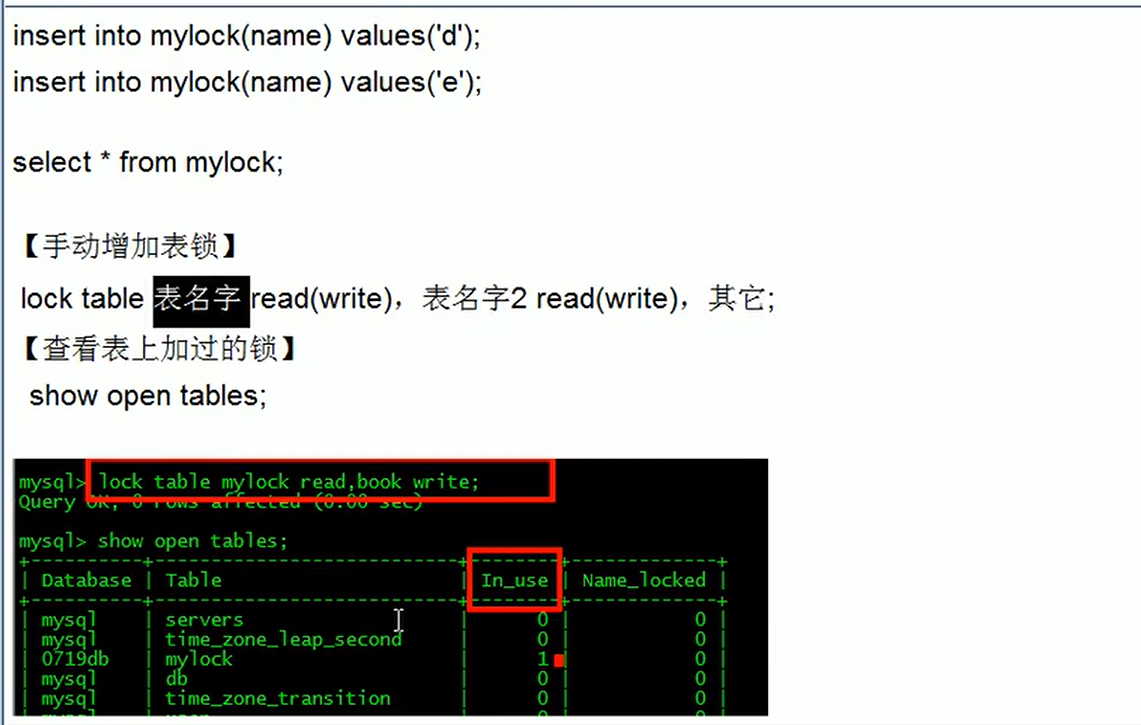 insert into mylock(name) values('d');
insert into mylock(name) values('e');
select * from mylock;
【手动增加表锁】
lock table 表名字 read(write)，表名字2 read(write)，其它;
【查看表上加过的锁】
show open tables;
mysql> lock table mylock read,book write;
Query OK, 0 rows affected (0.00 sec)
mysql> show open tables;
| Database | Table | In_use | Name_locked |
| mysql | servers | 0 | 0 |
| mysql | time_zone_leap_second | 0 | 0 |
| 0719db | mylock | 1 | 0 |
| mysql | db | 0 | 0 |
| mysql | time_zone_transition | 0 | 0 |